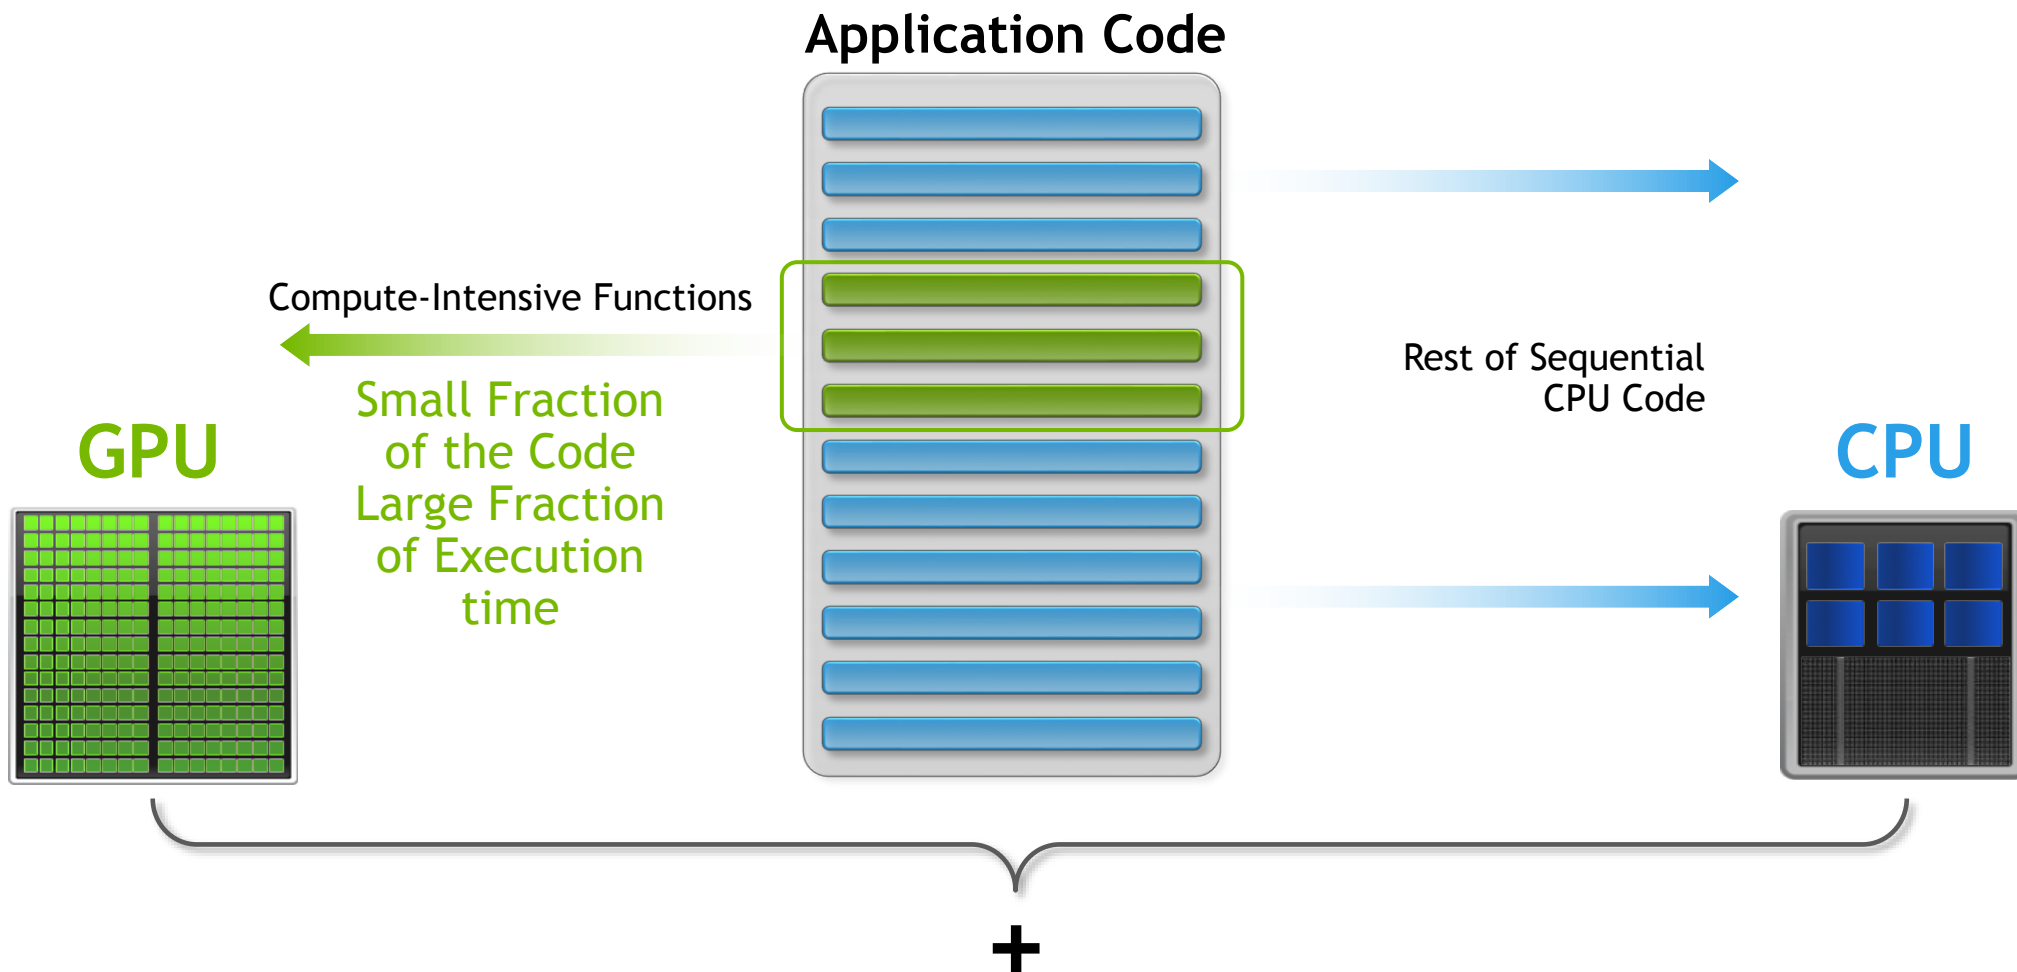 Application Code
Compute-Intensive Functions
Small Fraction
of the Code
Large Fraction
of Execution
time
GPU
Rest of Sequential
CPU Code
CPU
+